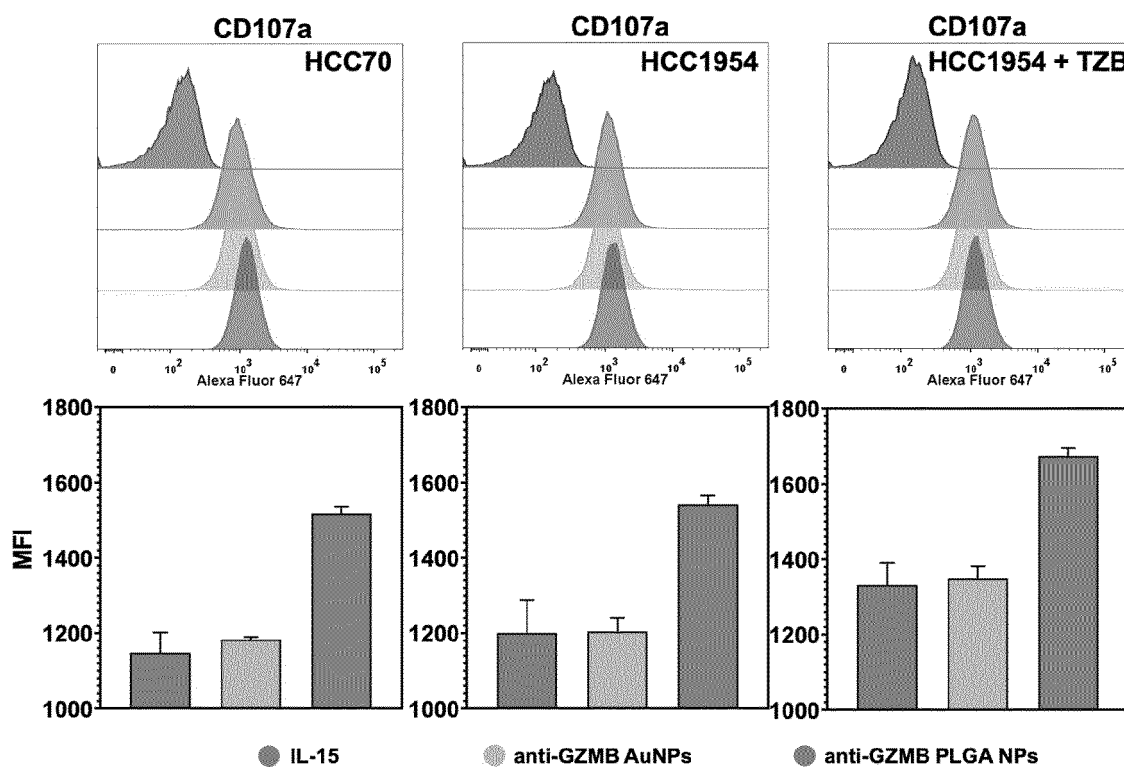 CD107a
HCC70
CD107a
HCC1954
CD107a
HCC1954 + TZB
0 10² 10³ 10⁴ 10⁵
Alexa Fluor 647
0 10² 10³ 10⁴ 10⁵
Alexa Fluor 647
0 10² 10³ 10⁴ 10⁵
Alexa Fluor 647
MFI
1800
1600
1400
1200
1000
1800
1600
1400
1200
1000
1800
1600
1400
1200
1000
IL-15
anti-GZMB AuNPs
anti-GZMB PLGA NPs